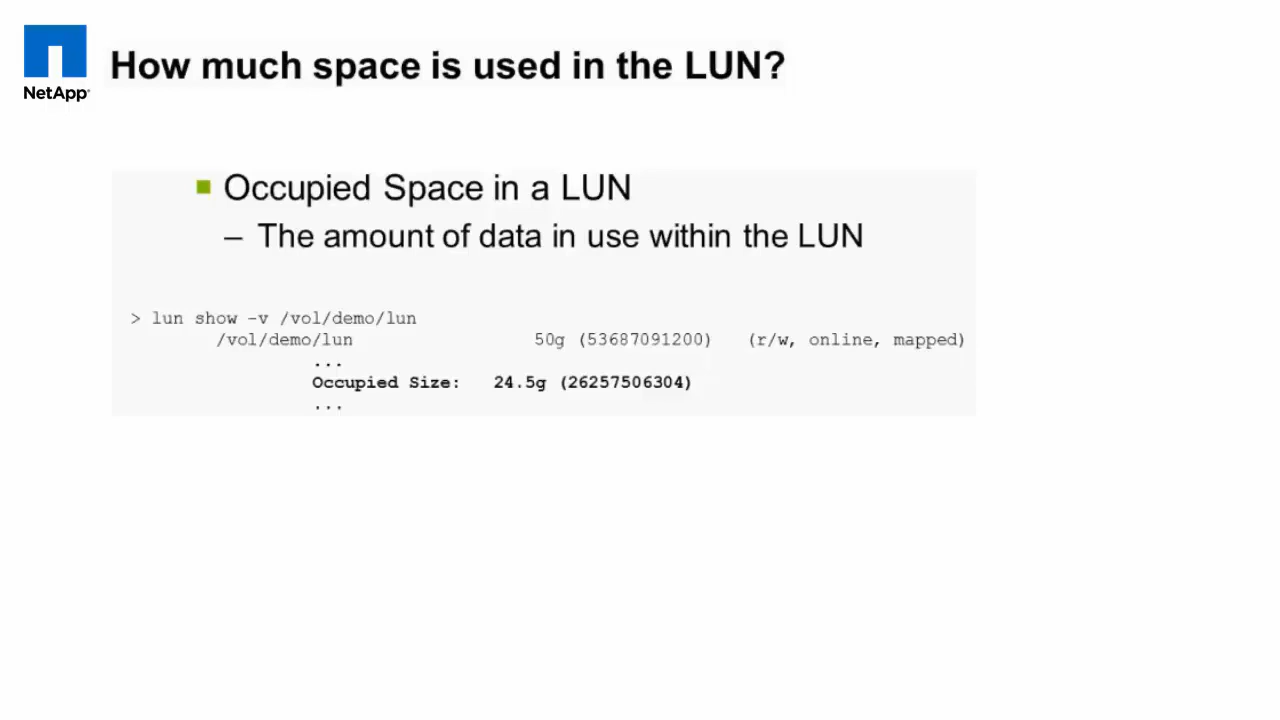 NetApp
How much space is used in the LUN?
Occupied Space in a LUN
– The amount of data in use within the LUN
> lun show -v /vol/demo/lun
/vol/demo/lun 50g (53687091200) (r/w, online, mapped)
...
Occupied Size: 24.5g (26257506304)
...